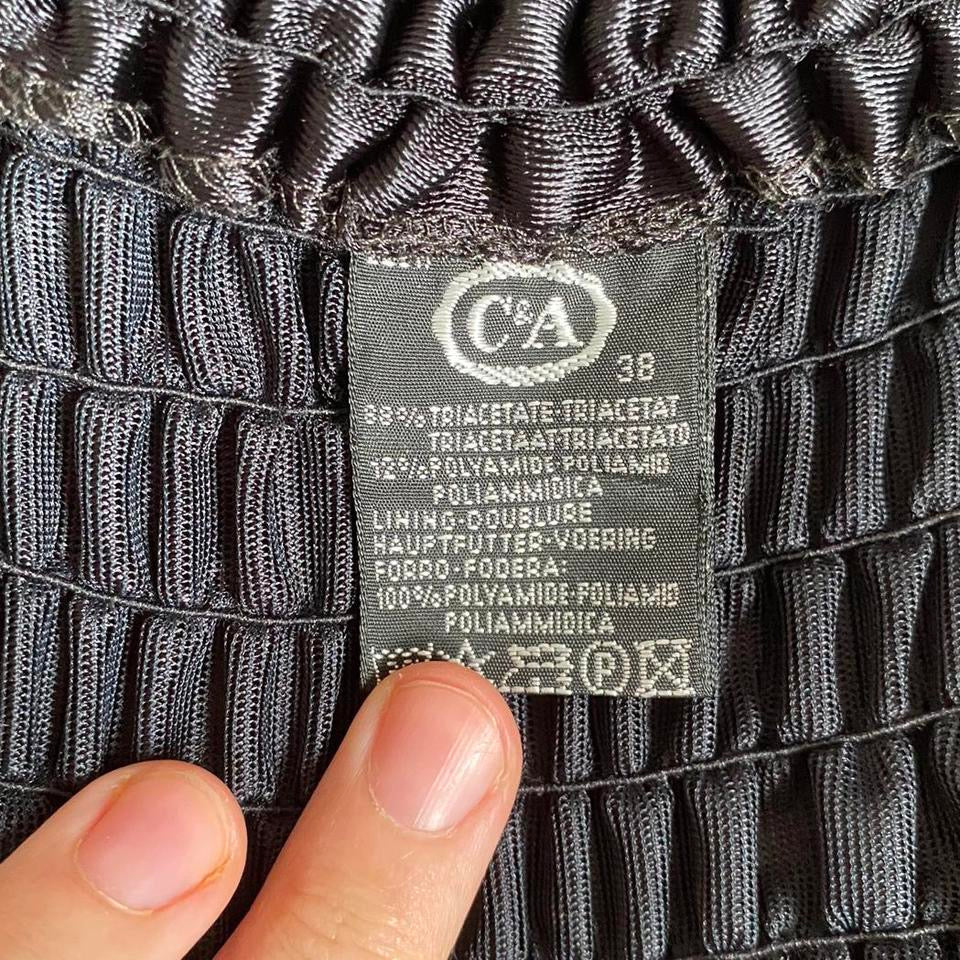 C&A
38
88%TRIACETATE·TRIACETAT
TRIACETAAT·TRIACETATO
12%POLYAMIDE·POLIAMID
POLIAMMIDICA
LINING-DOUBLURE
HAUPTFUTTER-VOERING
FORRO-FODERA:
100%POLYAMIDE·POLIAMID
POLIAMMIDICA
P